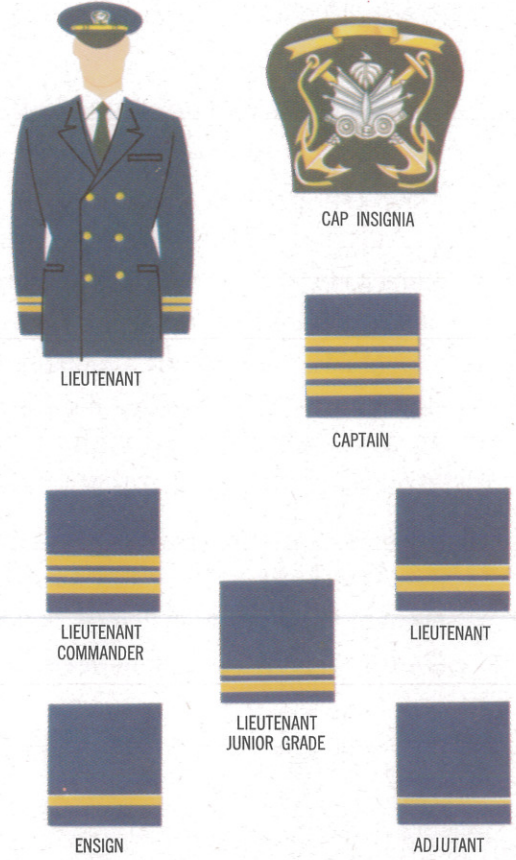 LIEUTENANT
CAP INSIGNIA
CAPTAIN
LIEUTENANT
COMMANDER
LIEUTENANT
JUNIOR GRADE
LIEUTENANT
ENSIGN
ADJUTANT